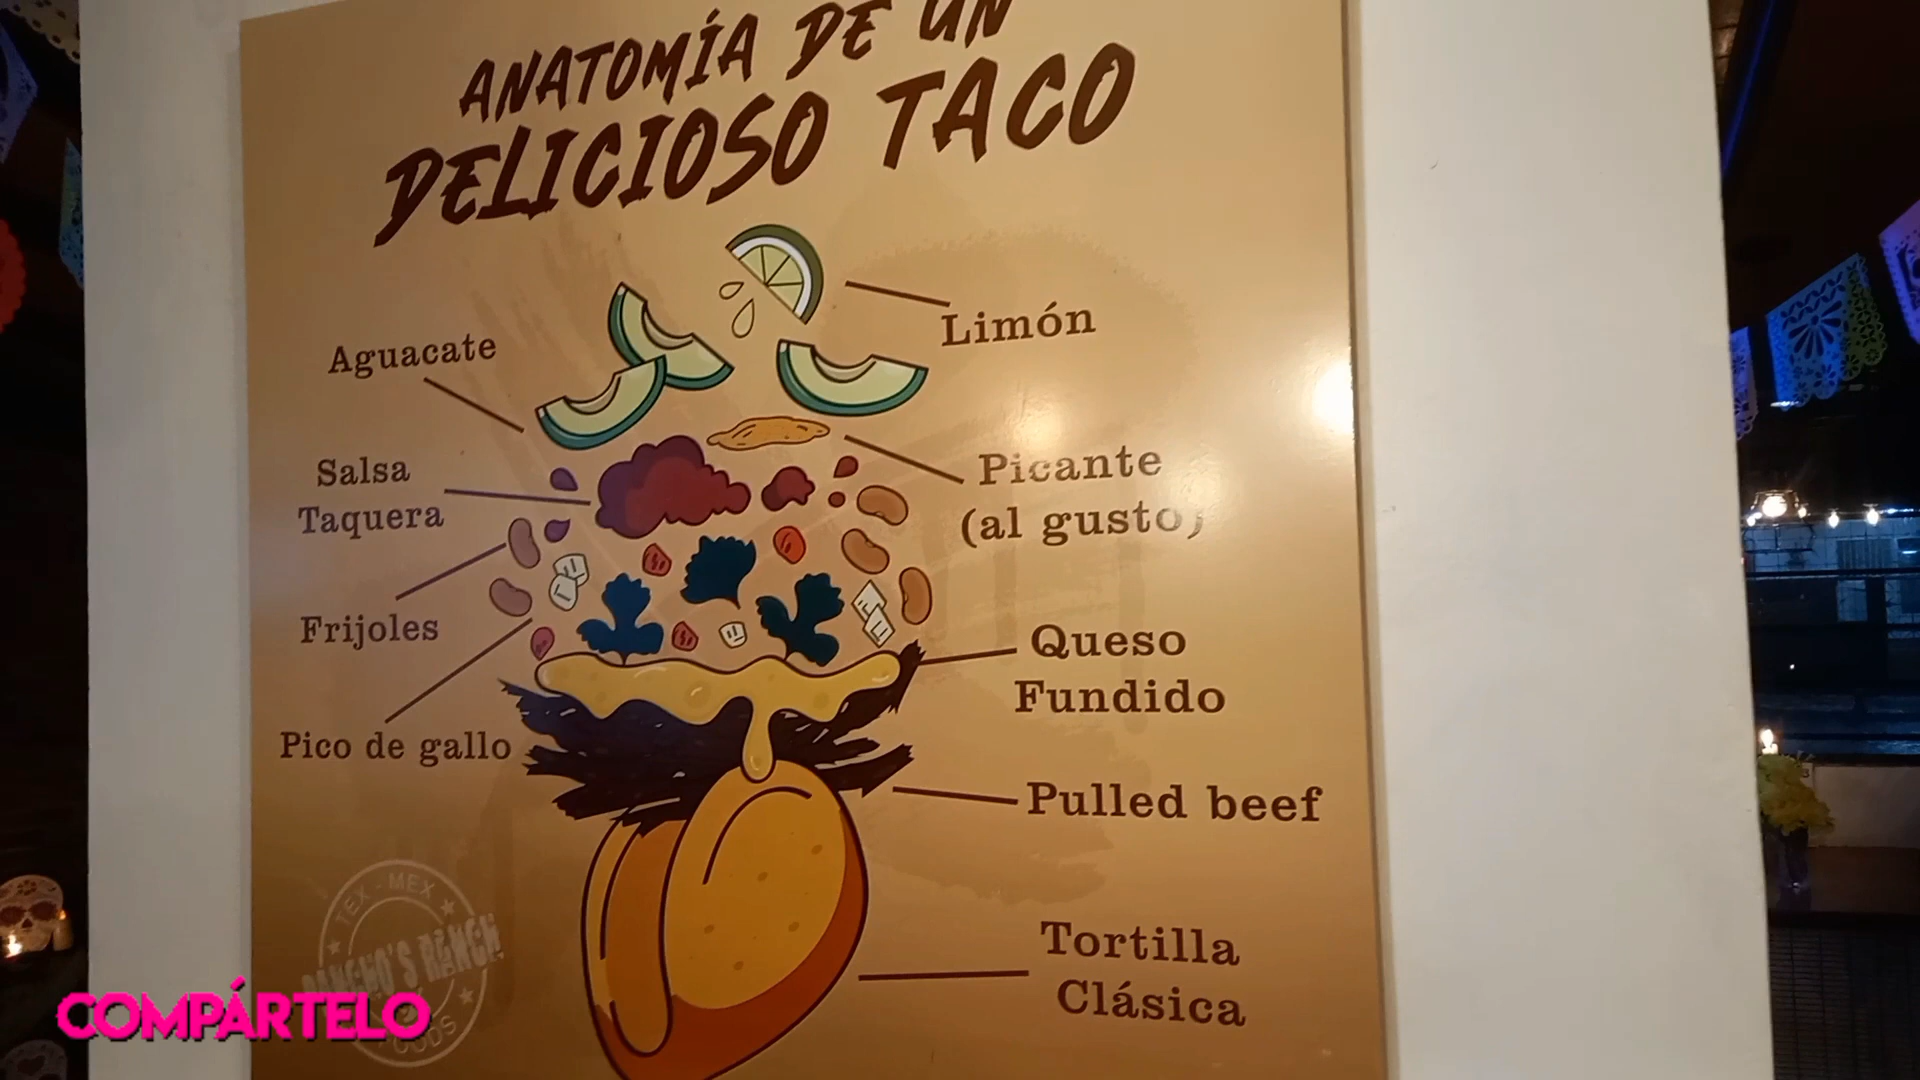 ANATOMÍA DE UN
DELICIOSO TACO
Limón
Aguacate
Picante
(al gusto)
Salsa
Taquera
Frijoles
Queso
Fundido
Pico de gallo
Pulled beef
Tortilla
Clásica
TEX-MEX
RANCH
COMPÁRTELO